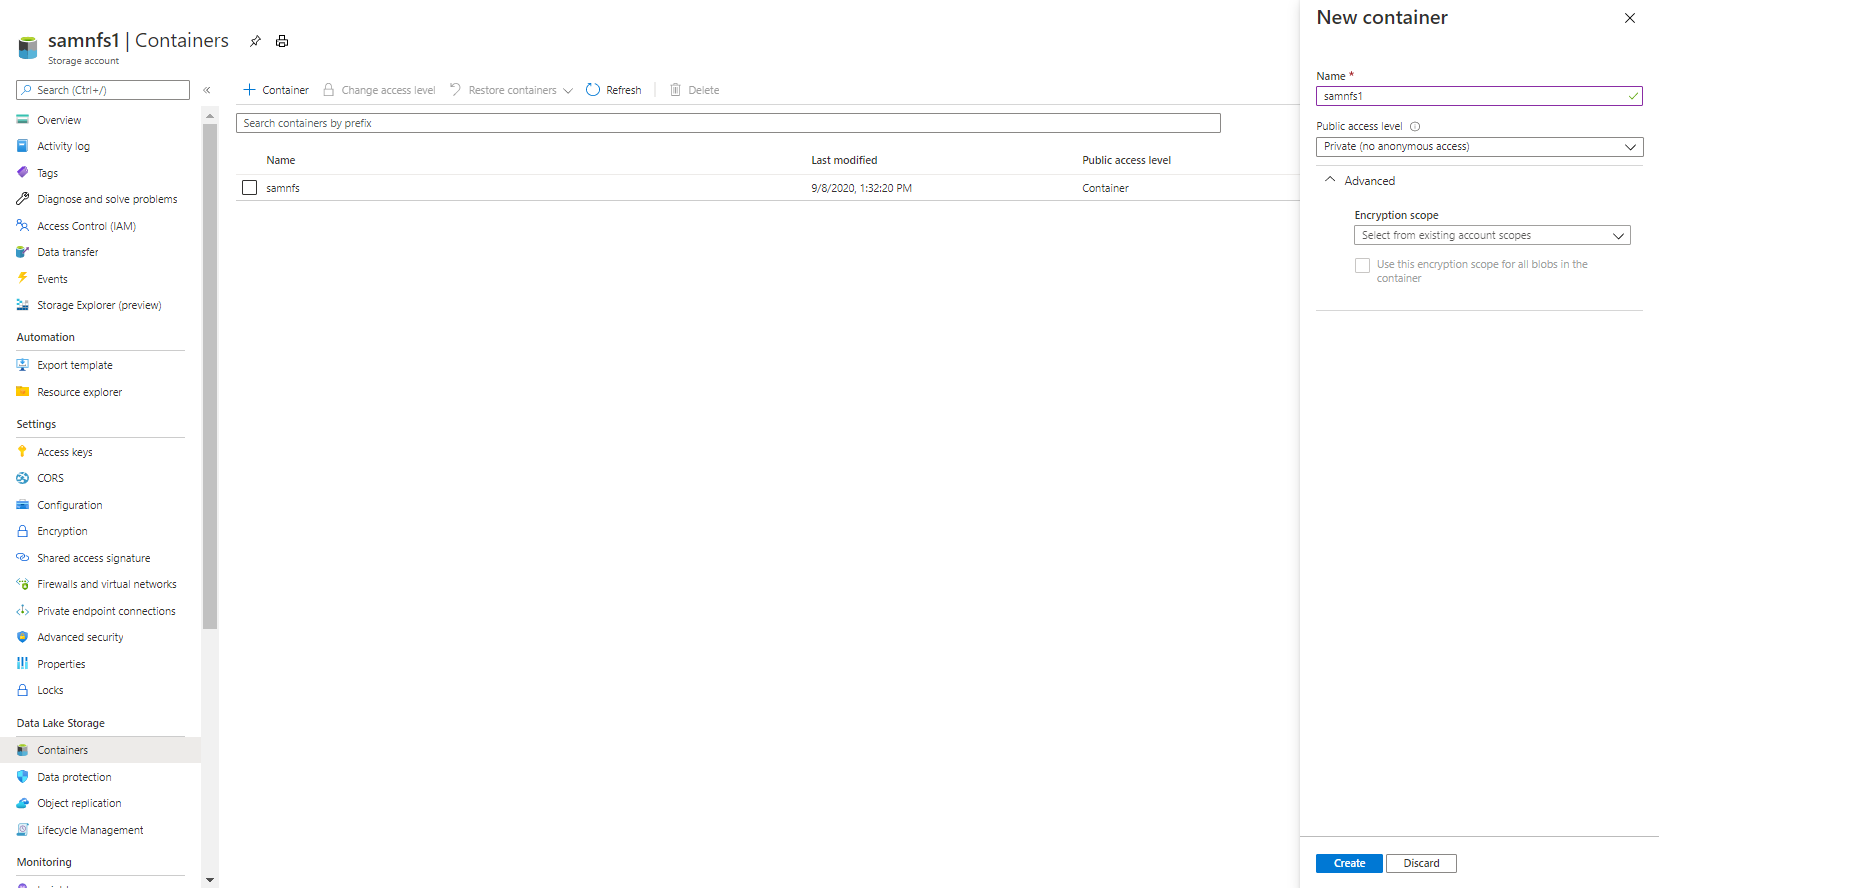 samnfs1 | Containers
Storage account
Search (Ctrl+/)
«
Overview
Activity log
Tags
Diagnose and solve problems
Access Control (IAM)
Data transfer
Events
Storage Explorer (preview)
Automation
Export template
Resource explorer
Settings
Access keys
CORS
Configuration
Encryption
Shared access signature
Firewalls and virtual networks
Private endpoint connections
Advanced security
Properties
Locks
Data Lake Storage
Containers
Data protection
Object replication
Lifecycle Management
Monitoring
Container Change access level Restore containers Refresh Delete
Search containers by prefix
Name Last modified Public access level
samnfs 9/8/2020, 1:32:20 PM Container
New container
Name *
samnfs1
Public access level
Private (no anonymous access)
Advanced
Encryption scope
Select from existing account scopes
Use this encryption scope for all blobs in the
container
Create Discard